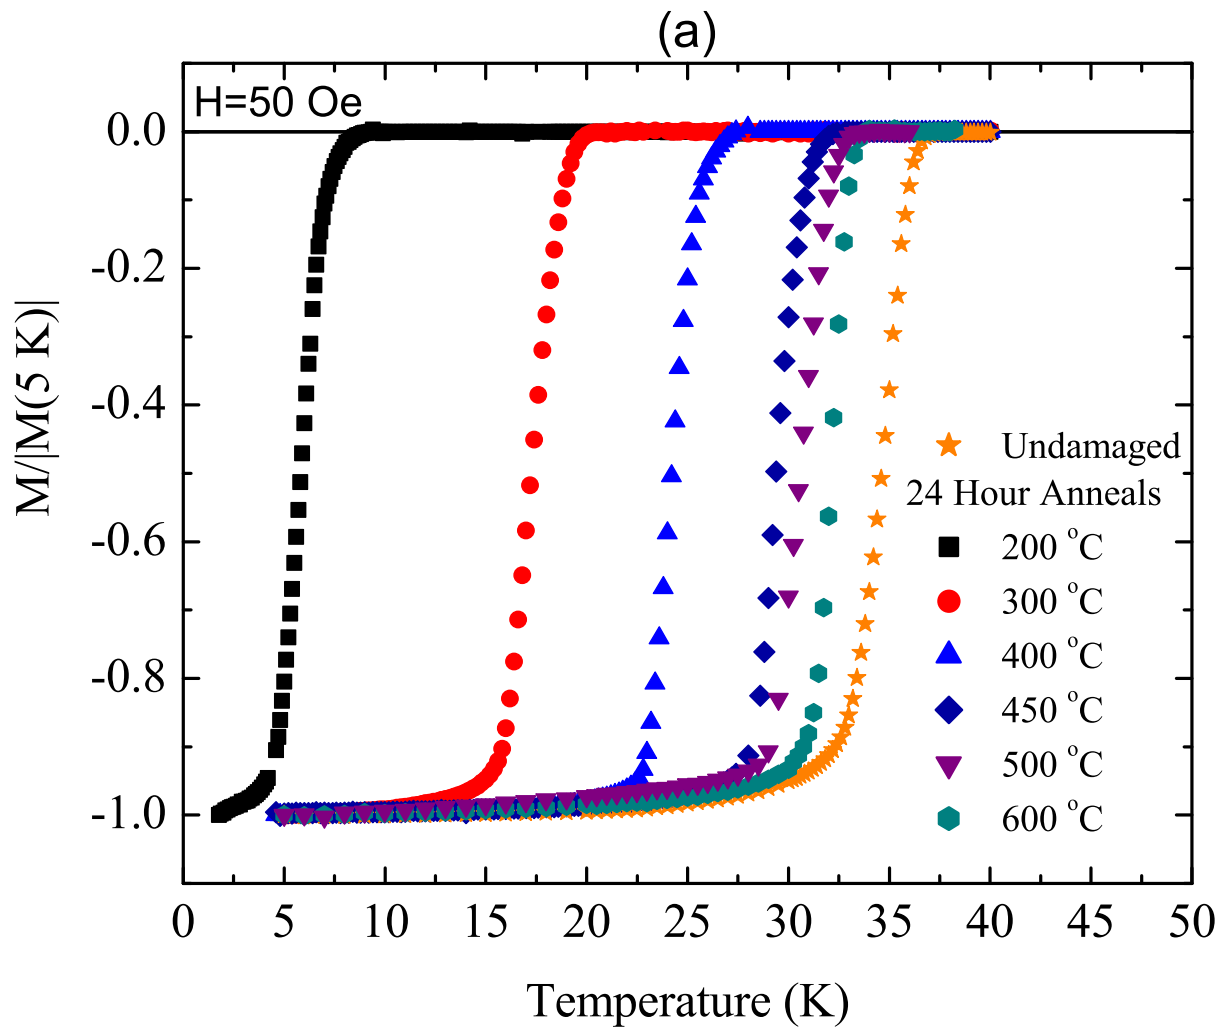 (a)
H=50 Oe
0.0
-0.2
-0.4
-0.6
-0.8
-1.0
M/|M(5 K)|
Undamaged
24 Hour Anneals
200 °C
300 °C
400 °C
450 °C
500 °C
600 °C
0 5 10 15 20 25 30 35 40 45 50
Temperature (K)